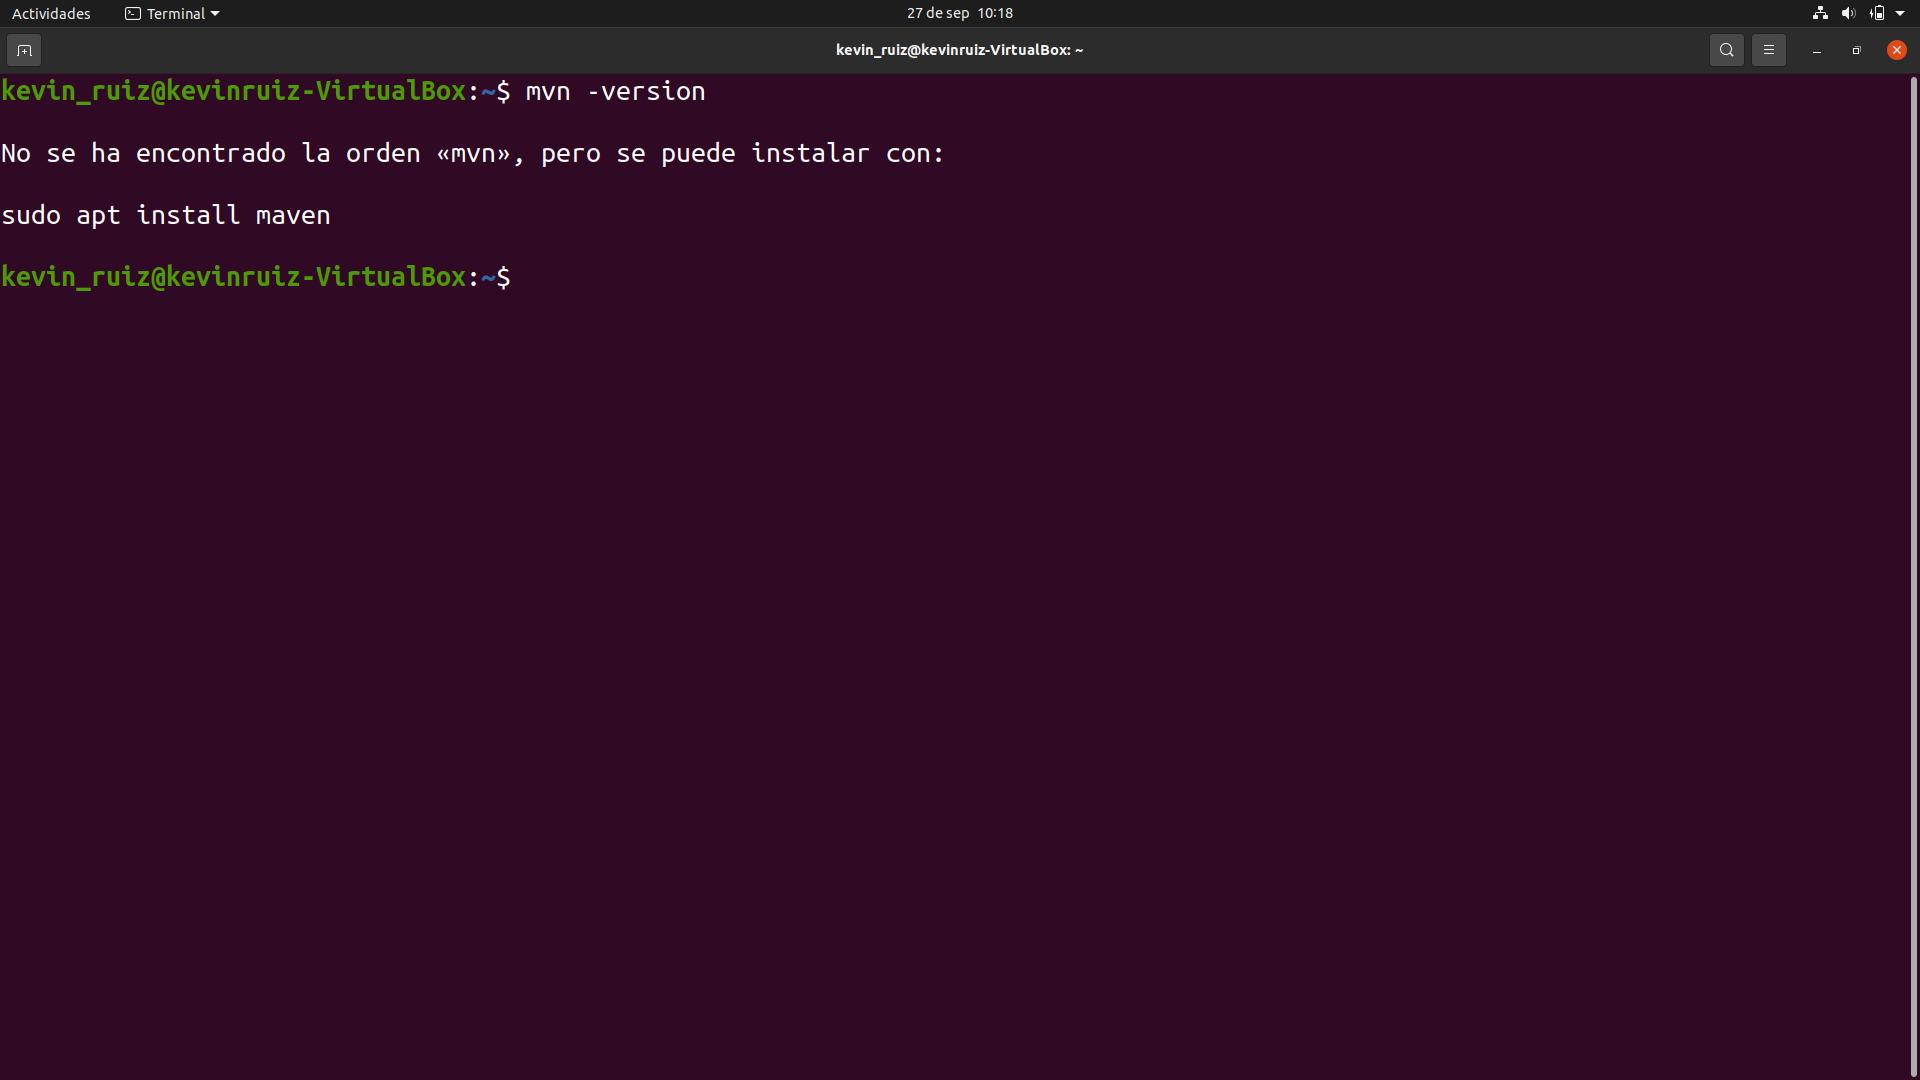 Actividades Terminal 27 de sep 10:18
kevin_ruiz@kevinruiz-VirtualBox: ~
kevin_ruiz@kevinruiz-VirtualBox:~$ mvn -version
No se ha encontrado la orden «mvn», pero se puede instalar con:
sudo apt install maven
kevin_ruiz@kevinruiz-VirtualBox:~$